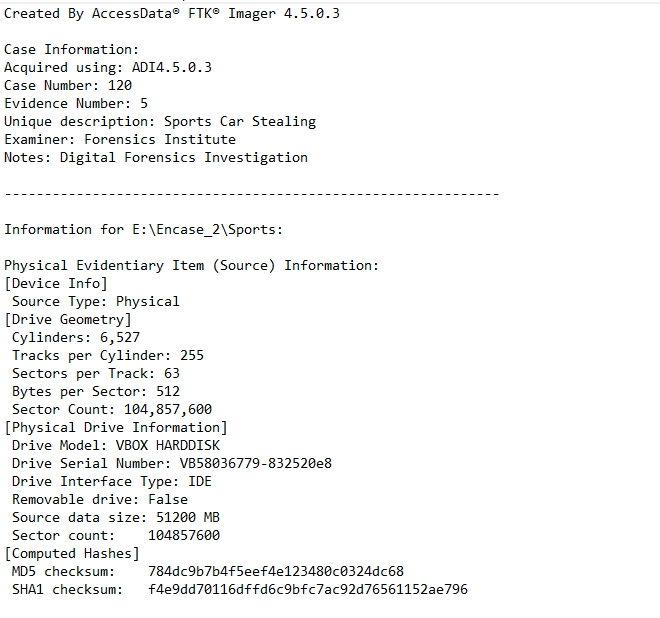 Created By AccessData® FTK® Imager 4.5.0.3
Case Information:
Acquired using: ADI4.5.0.3
Case Number: 120
Evidence Number: 5
Unique description: Sports Car Stealing
Examiner: Forensics Institute
Notes: Digital Forensics Investigation
--------------------------------------------------------------
Information for E:\Encase_2\Sports:
Physical Evidentiary Item (Source) Information:
[Device Info]
Source Type: Physical
[Drive Geometry]
Cylinders: 6,527
Tracks per Cylinder: 255
Sectors per Track: 63
Bytes per Sector: 512
Sector Count: 104,857,600
[Physical Drive Information]
Drive Model: VBOX HARDDISK
Drive Serial Number: VB58036779-832520e8
Drive Interface Type: IDE
Removable drive: False
Source data size: 51200 MB
Sector count:    104857600
[Computed Hashes]
MD5 checksum:    784dc9b7b4f5eef4e123480c0324dc68
SHA1 checksum:   f4e9dd70116dffd6c9bfc7ac92d76561152ae796